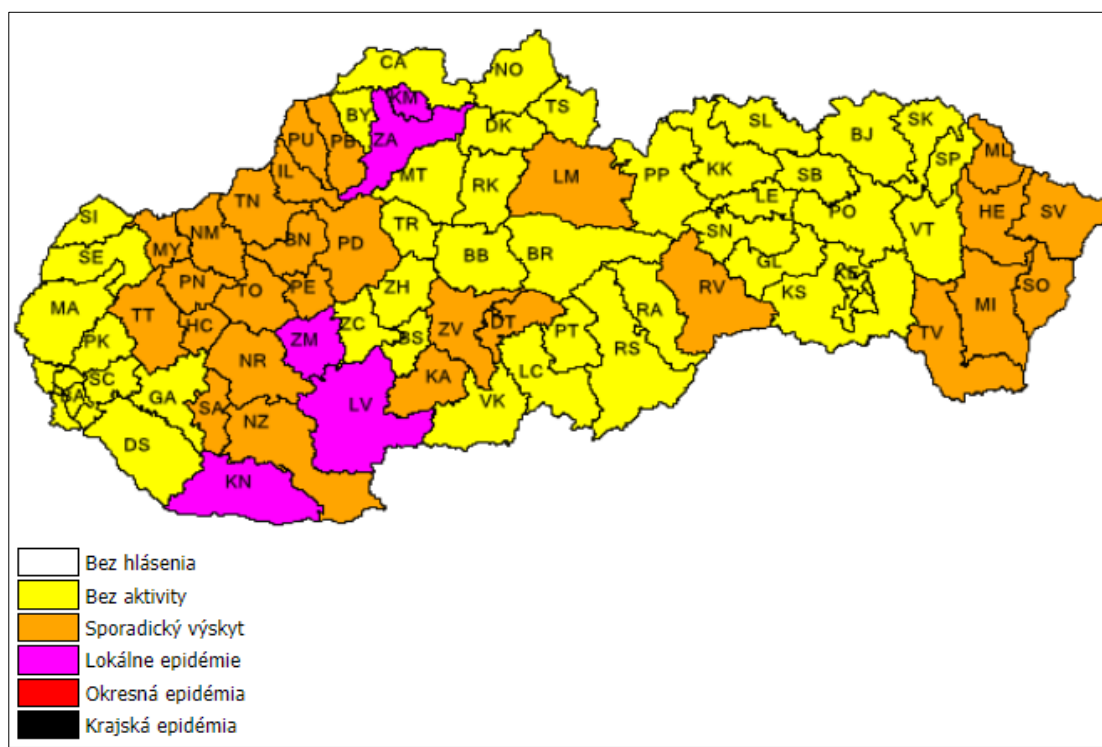 CA
NO
KM
BY
TS
PU
PB
ZA
DK
SL
BJ
SK
ML
SP
IL
MT
RK
LM
PP
KK
SB
TN
LE
PO
HE
SV
SI
MY
NM
BN
PD
TR
SN
VT
SE
BB
BR
GL
KS
SO
PN
TO
PE
ZH
RV
MI
MA
TT
HC
ZM
ZC
BS
ZV
DT
PT
RA
TV
PK
NR
RS
SC
GA
LC
KA
BA
SA
NZ
LV
VK
DS
KN
Bez hlásenia
Bez aktivity
Sporadický výskyt
Lokálne epidémie
Okresná epidémia
Krajská epidémia